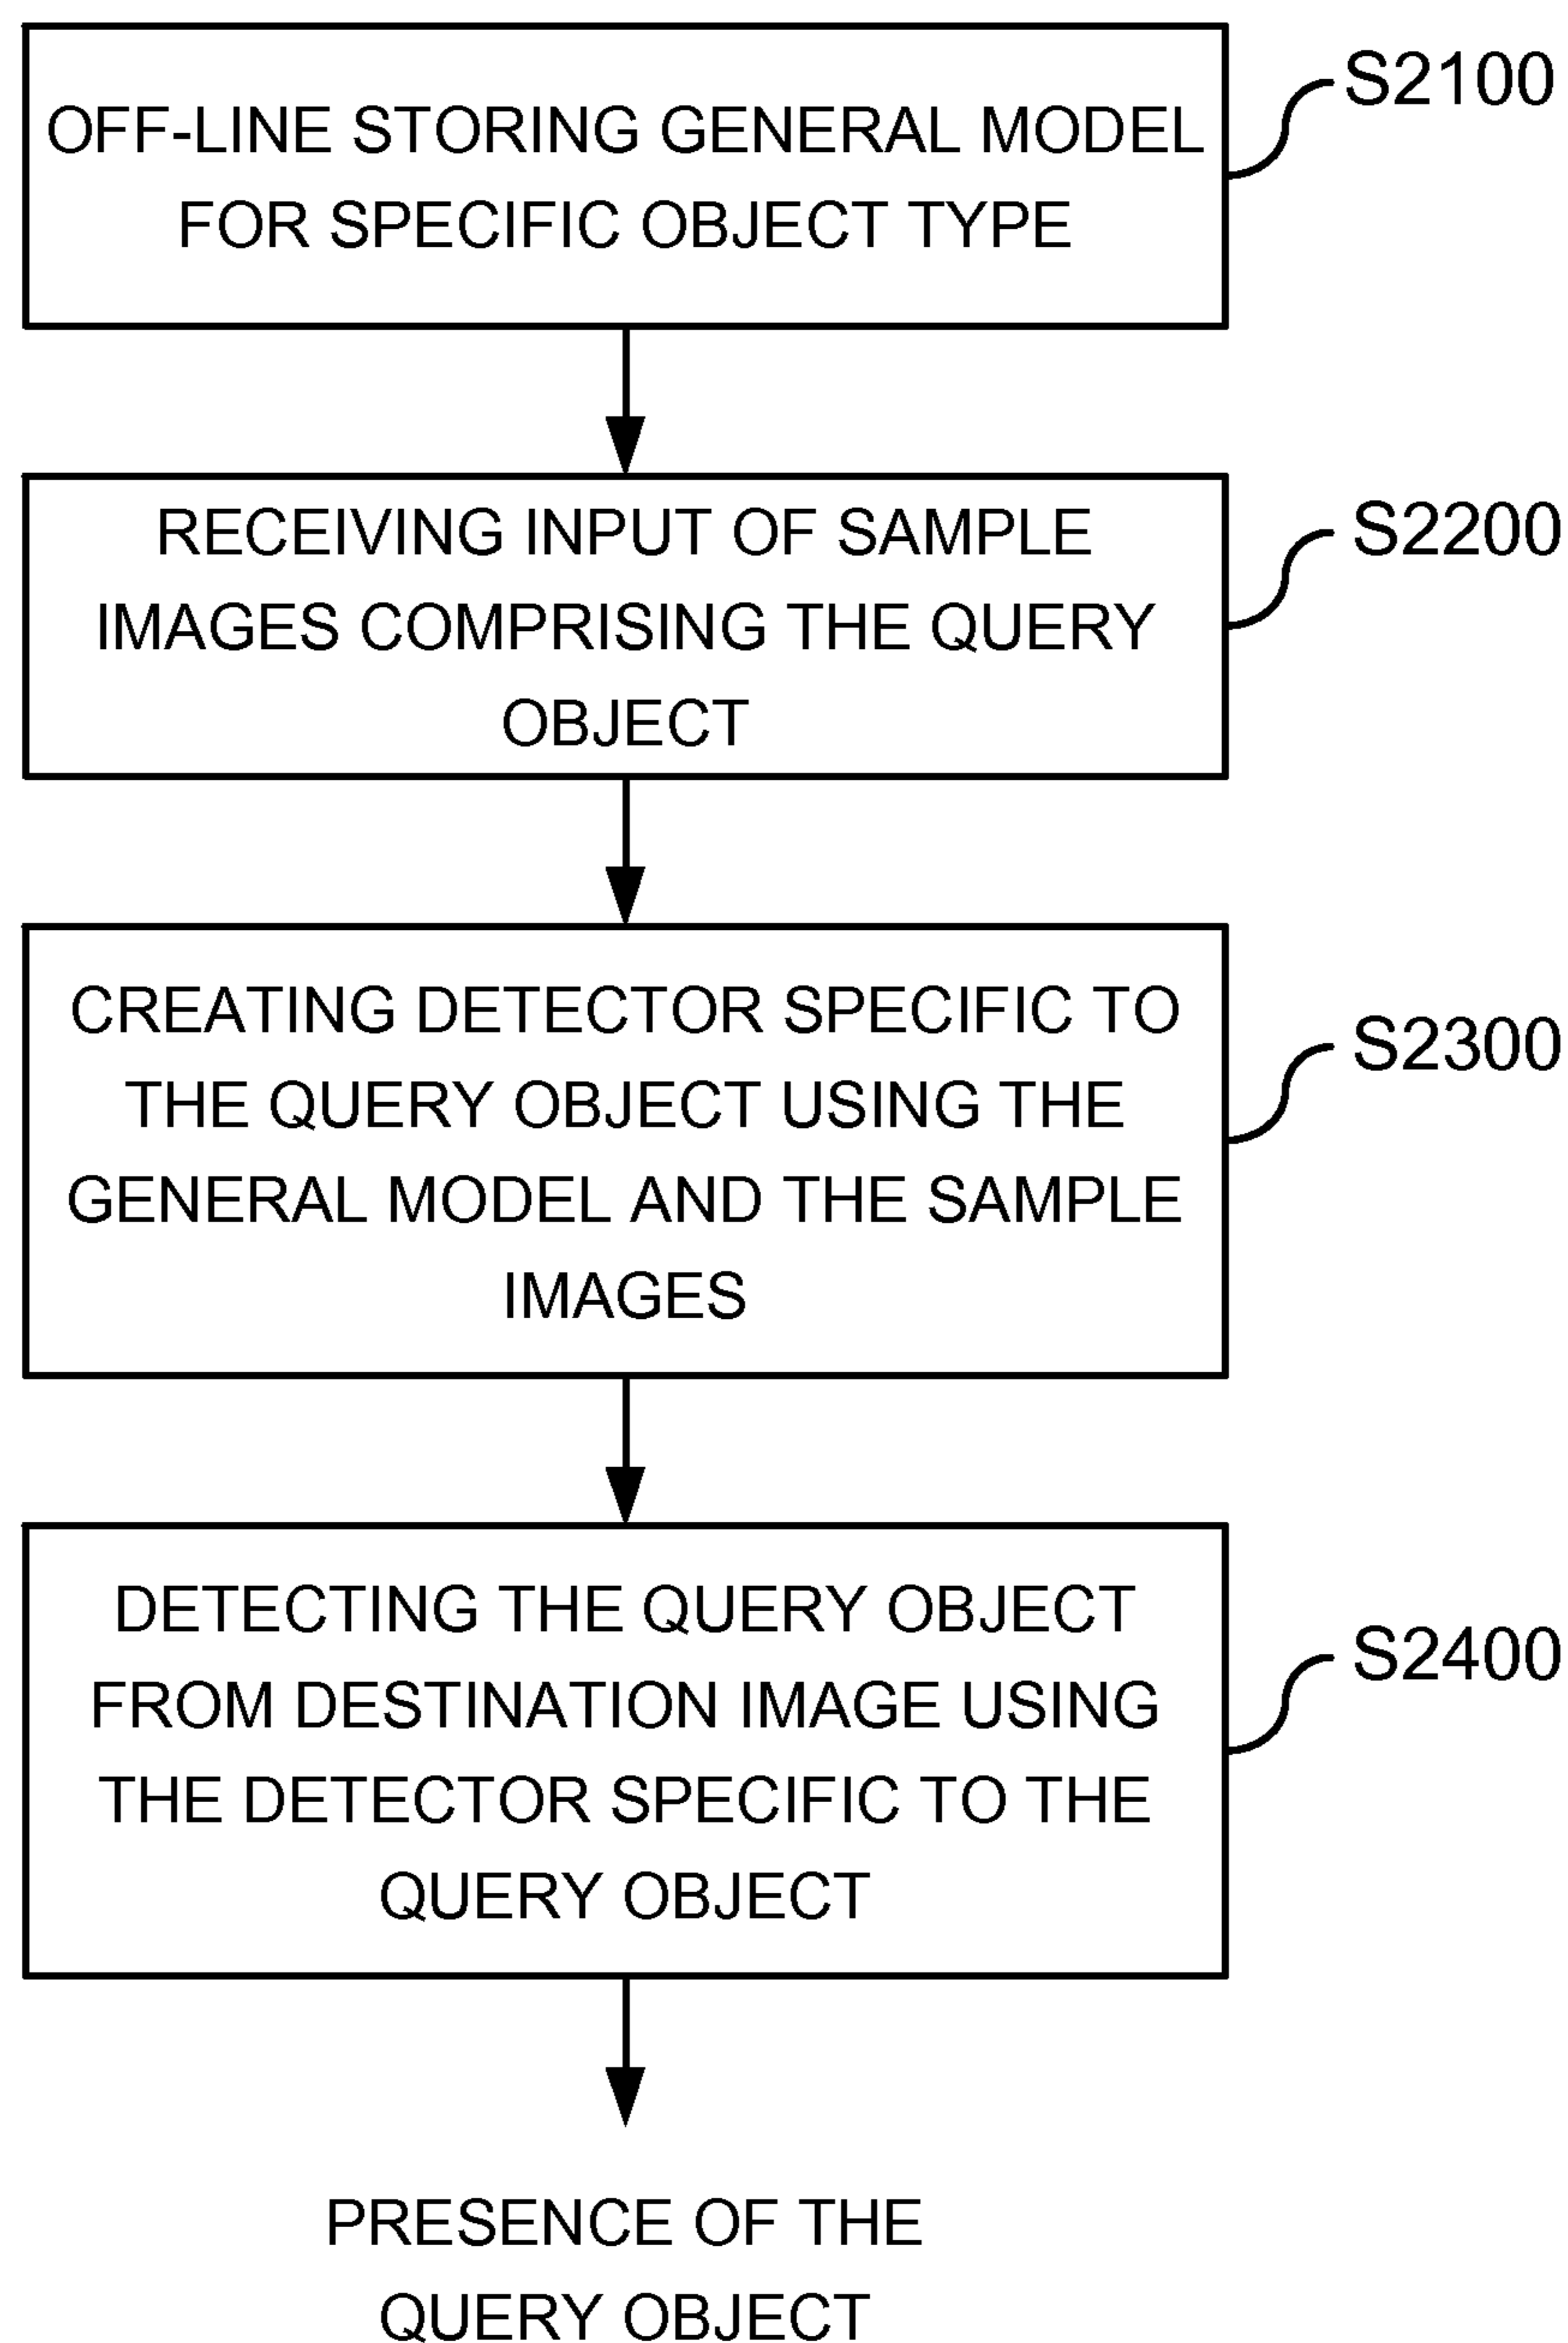 OFF-LINE STORING GENERAL MODEL
FOR SPECIFIC OBJECT TYPE
S2100
RECEIVING INPUT OF SAMPLE
IMAGES COMPRISING THE QUERY
OBJECT
S2200
CREATING DETECTOR SPECIFIC TO
THE QUERY OBJECT USING THE
GENERAL MODEL AND THE SAMPLE
IMAGES
S2300
DETECTING THE QUERY OBJECT
FROM DESTINATION IMAGE USING
THE DETECTOR SPECIFIC TO THE
QUERY OBJECT
S2400
PRESENCE OF THE
QUERY OBJECT